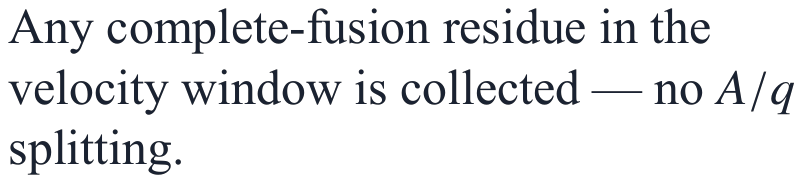 Any complete-fusion residue in the
velocity window is collected — no A/q
splitting.